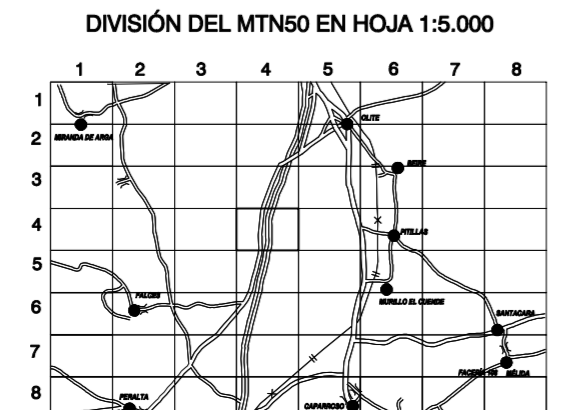 DIVISIÓN DEL MTN50 EN HOJA 1:5.000
1 2 3 4 5 6 7 8
1
OLITE
2
MIRANDA DE ARGA
BEIRE
3
4
PITILLAS
5
MURILLO EL CUENDE
6
FALCES
SANTACARA
7
FACERÍA 106 MÉLIDA
8
PERALTA
CAPARROSO